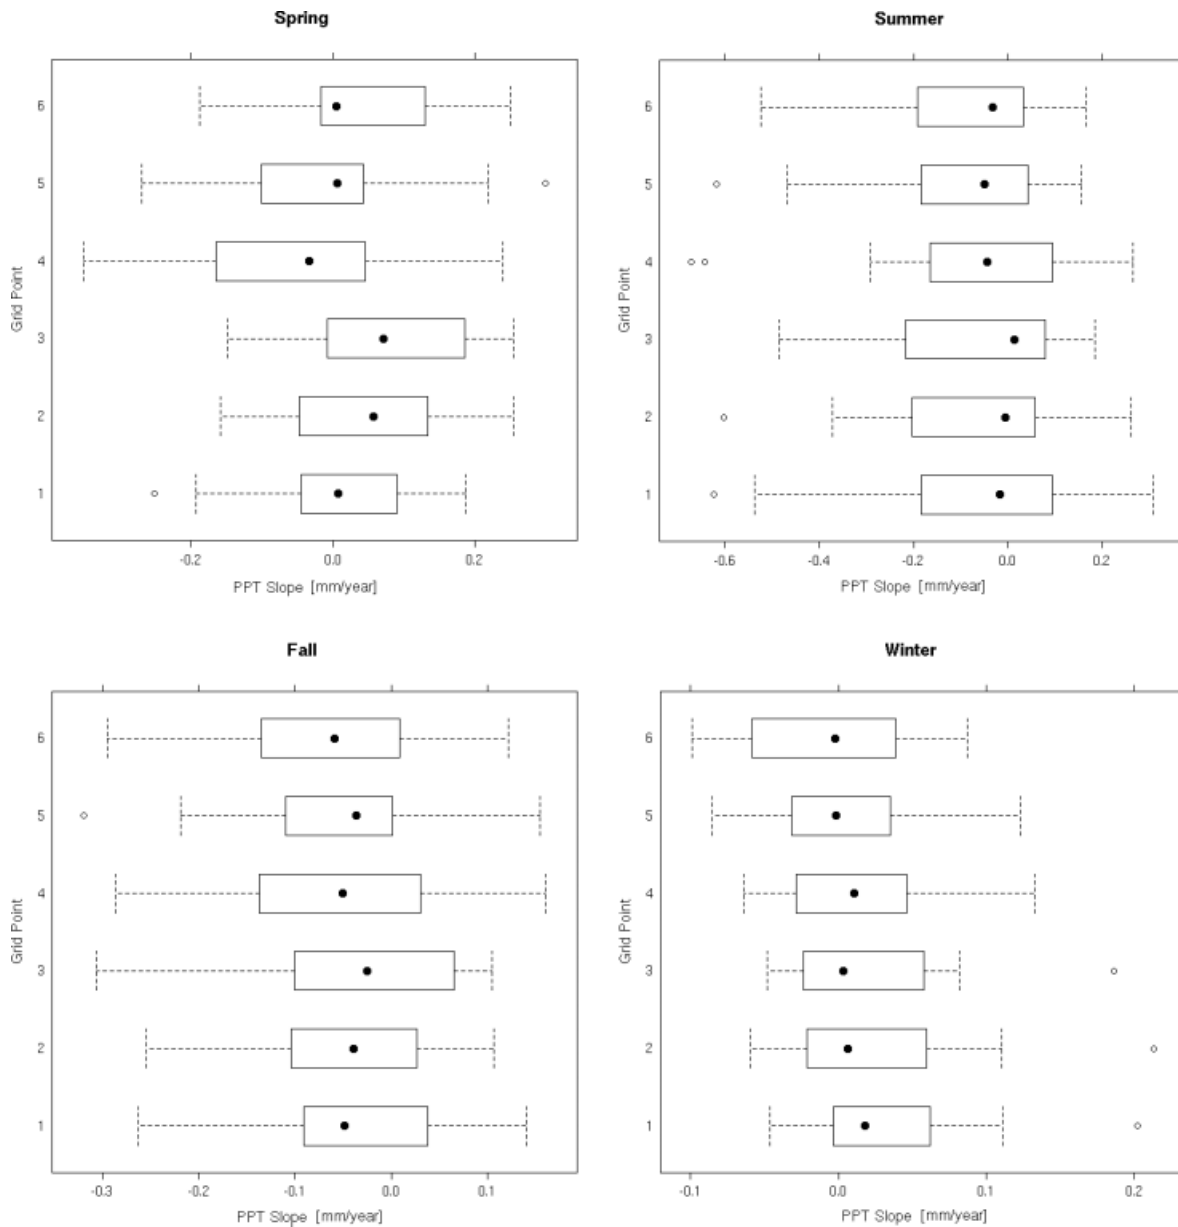 Spring
6
5
4
3
2
1
Grid Point
-0.2 0.0 0.2
PPT Slope [mm/year]
Summer
6
5
4
3
2
1
Grid Point
-0.6 -0.4 -0.2 0.0 0.2
PPT Slope [mm/year]
Fall
6
5
4
3
2
1
Grid Point
-0.3 -0.1 -0.1 0.0 0.1
PPT Slope [mm/year]
Winter
6
5
4
3
2
1
Grid Point
-0.1 0.0 0.1 0.2
PPT Slope [mm/year]